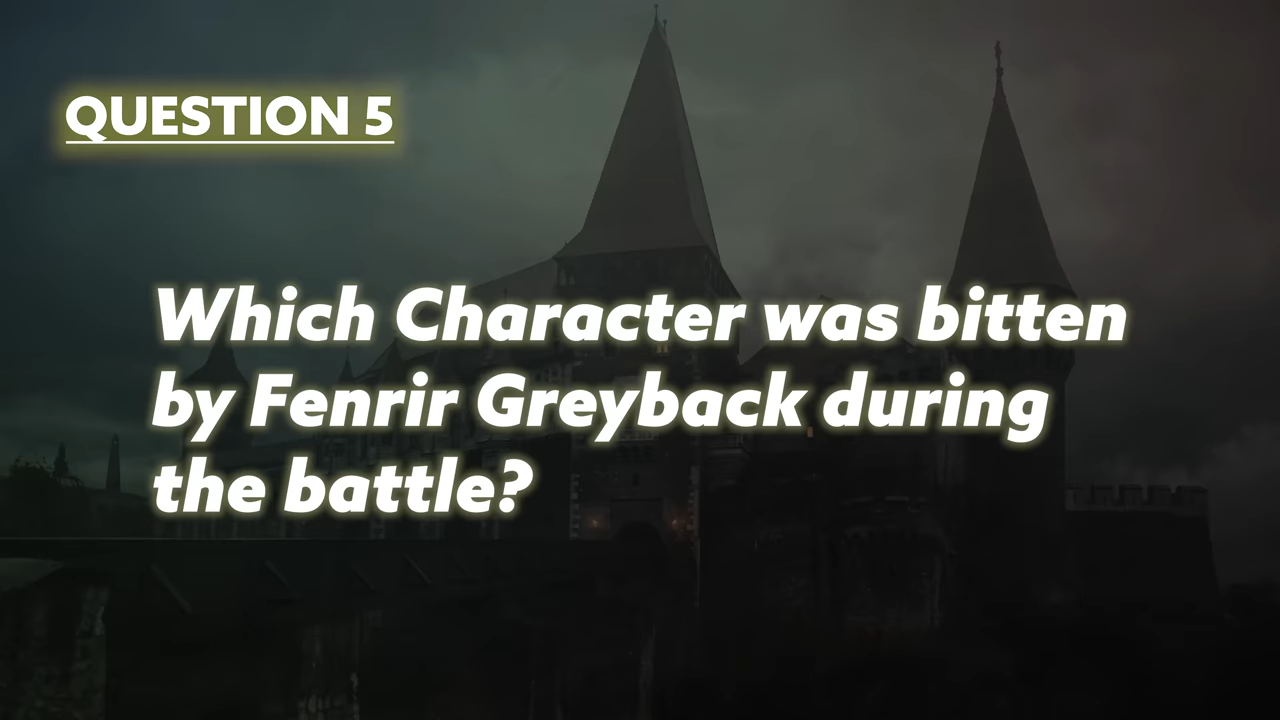 QUESTION 5
Which Character was bitten
by Fenrir Greyback during
the battle?